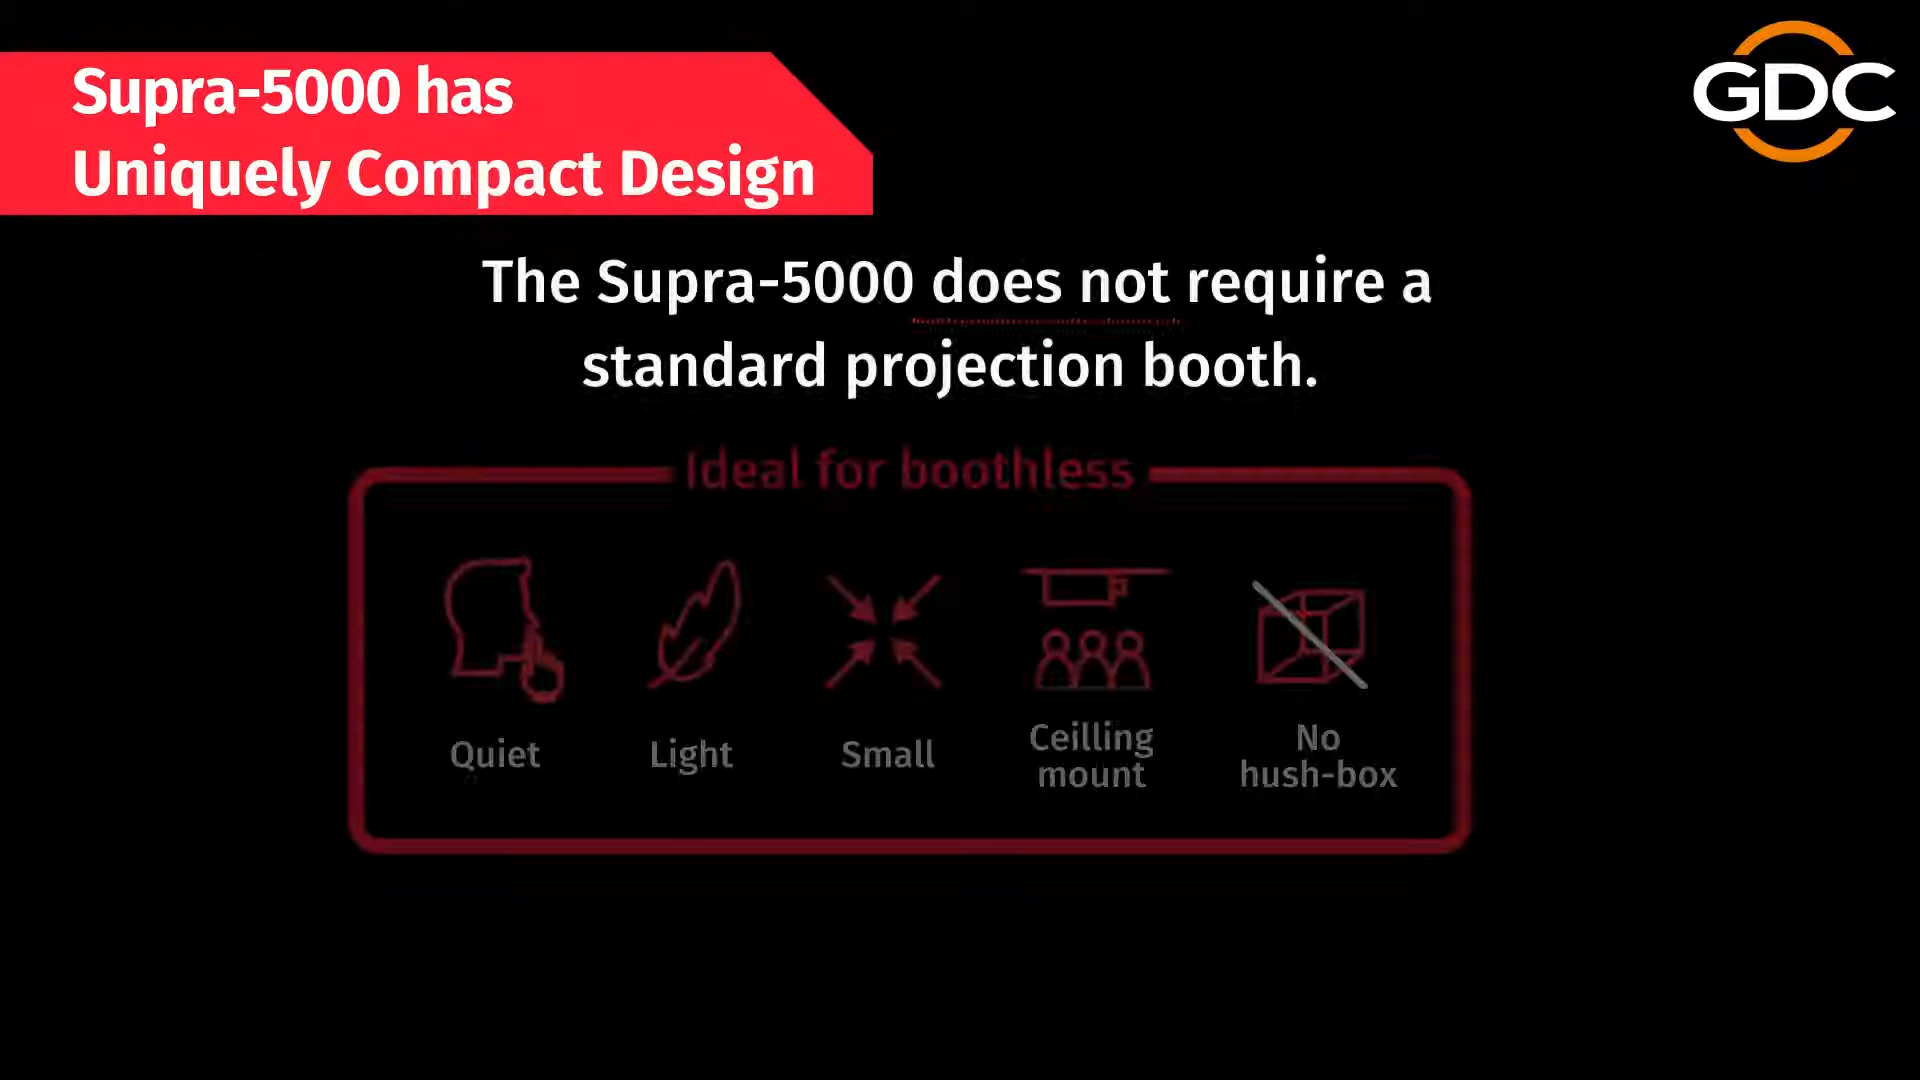 Supra-5000 has
Uniquely Compact Design
GDC
The Supra-5000 does not require a
standard projection booth.
Ideal for boothless
Quiet
Light
Small
Ceilling
mount
No
hush-box